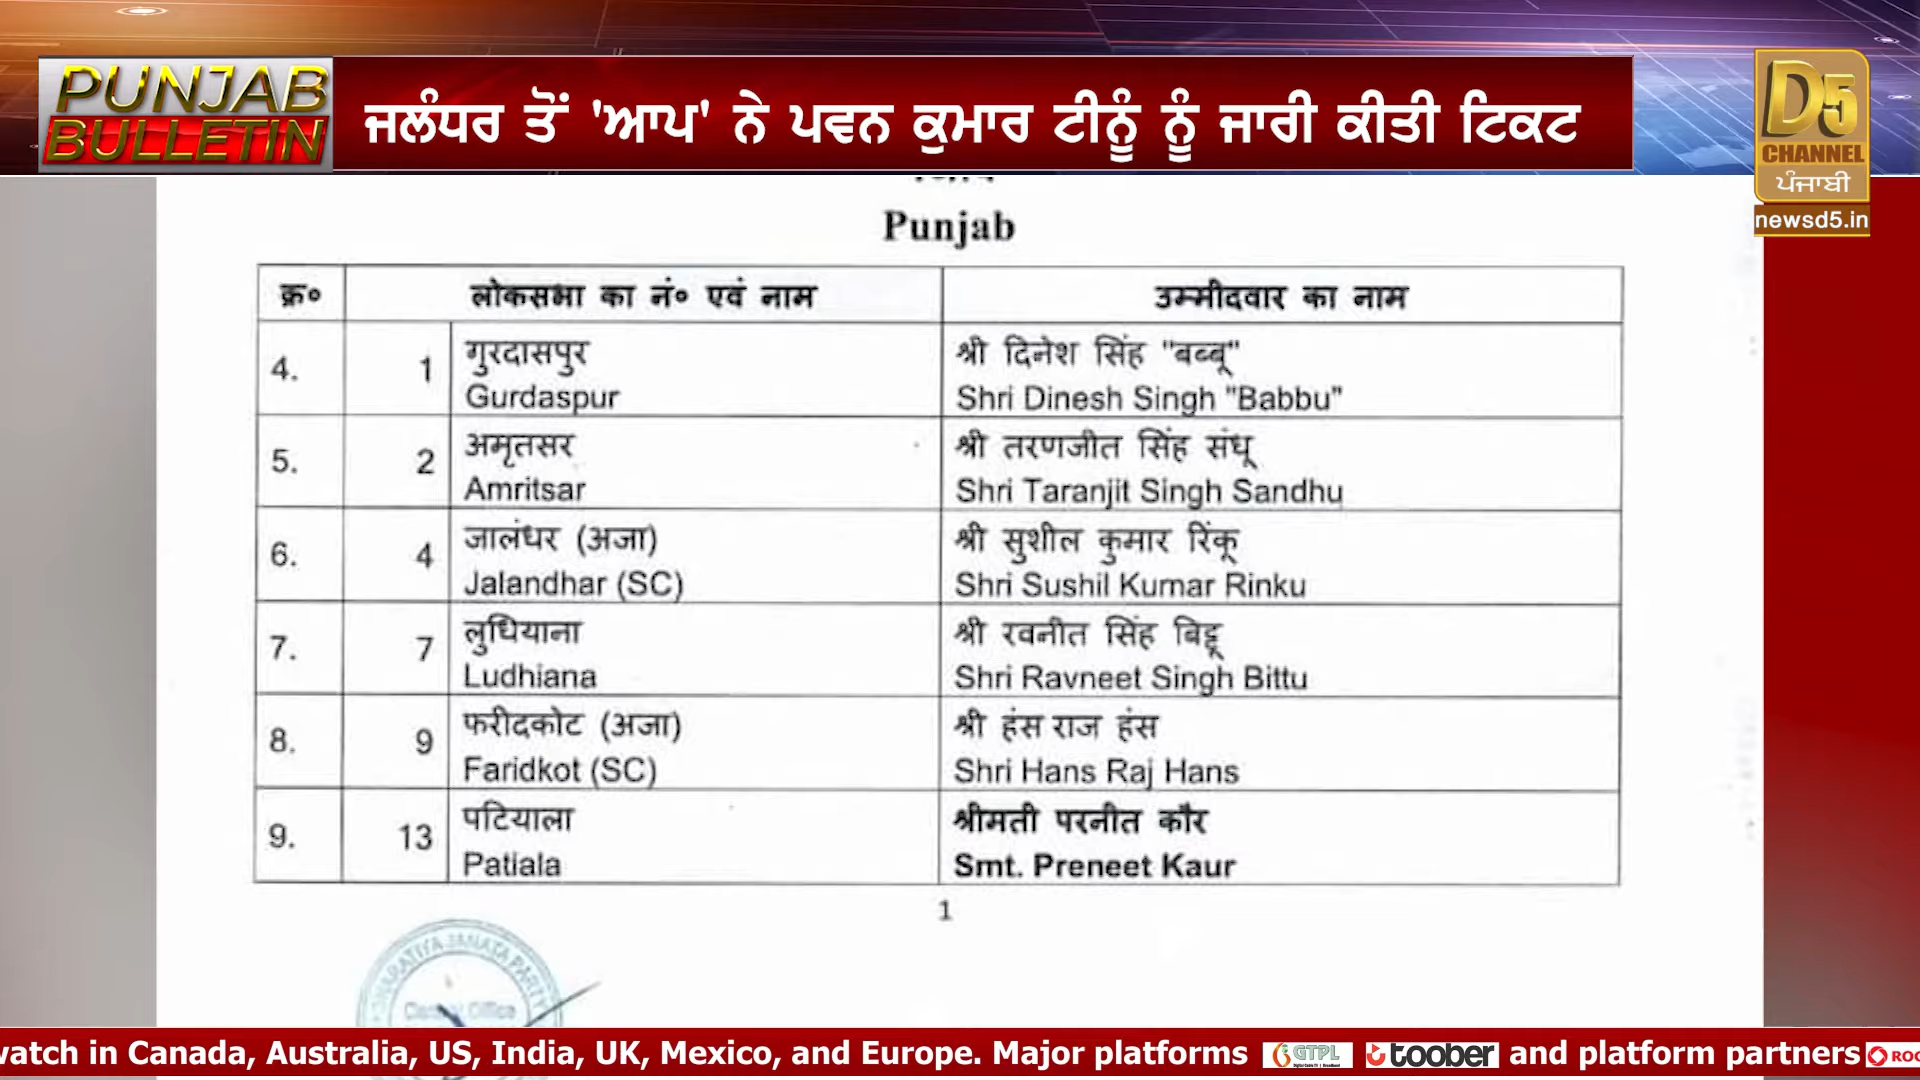 PUNJAB
BULLETIN
ਜਲੰਧਰ ਤੋਂ 'ਆਪ' ਨੇ ਪਵਨ ਕੁਮਾਰ ਟੀਨੂੰ ਨੂੰ ਜਾਰੀ ਕੀਤੀ ਟਿਕਟ
D5
CHANNEL
ਪੰਜਾਬੀ
newsd5.in
Punjab
क्र० लोकसभा का नं० एवं नाम उम्मीदवार का नाम
4. 1 गुरदासपुर श्री दिनेश सिंह "बब्बू"
Gurdaspur Shri Dinesh Singh "Babbu"
5. 2 अमृतसर श्री तरणजीत सिंह संधू
Amritsar Shri Taranjit Singh Sandhu
6. 4 जालंधर (अजा) श्री सुशील कुमार रिंकू
Jalandhar (SC) Shri Sushil Kumar Rinku
7. 7 लुधियाना श्री रवनीत सिंह बिट्टू
Ludhiana Shri Ravneet Singh Bittu
8. 9 फरीदकोट (अजा) श्री हंस राज हंस
Faridkot (SC) Shri Hans Raj Hans
9. 13 पटियाला श्रीमती परनीत कौर
Patiala Smt. Preneet Kaur
1
BHARATIYA JANATA PARTY
Office
watch in Canada, Australia, US, India, UK, Mexico, and Europe. Major platforms GTPL toober and platform partners